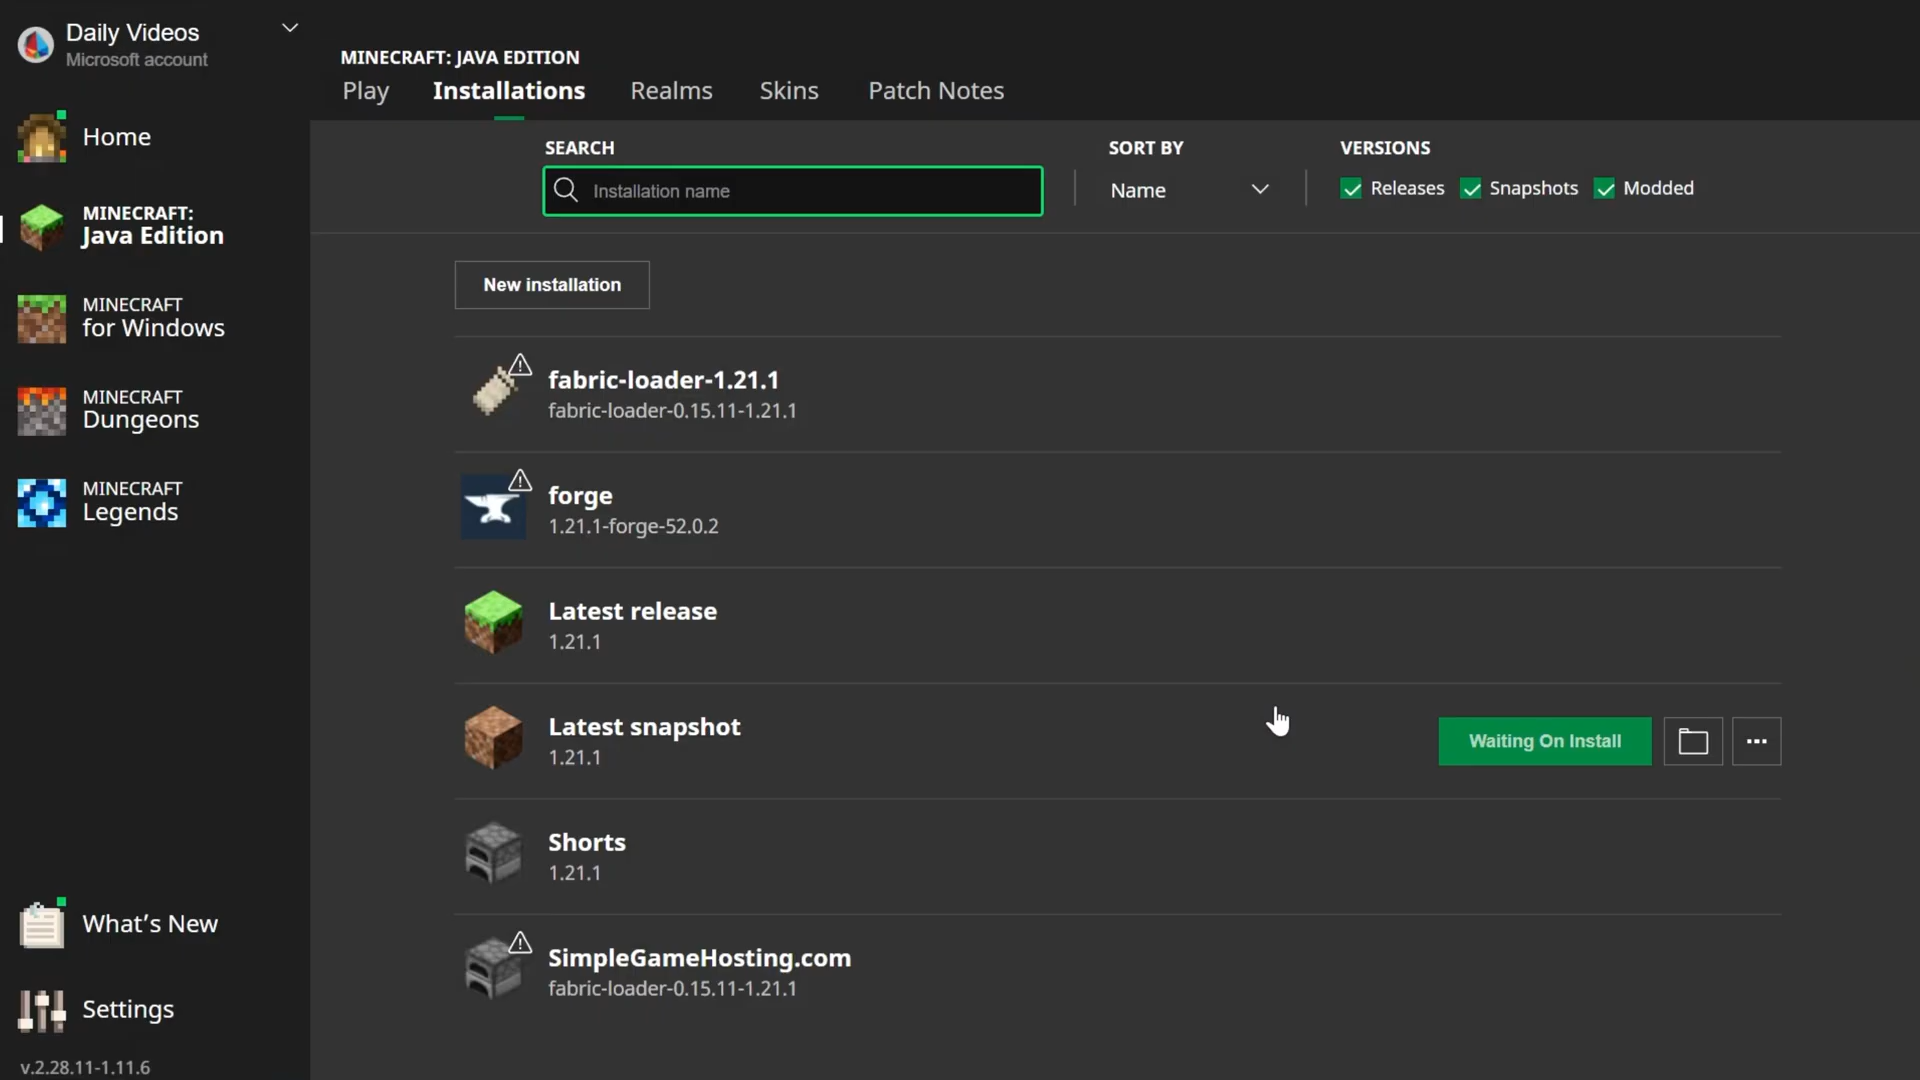 Daily Videos
Microsoft account
Home
MINECRAFT:
Java Edition
MINECRAFT
for Windows
MINECRAFT
Dungeons
MINECRAFT
Legends
What's New
Settings
v.2.28.11-1.11.6
MINECRAFT: JAVA EDITION
Play Installations Realms Skins Patch Notes
SEARCH SORT BY VERSIONS
Installation name Name Releases Snapshots Modded
New installation
fabric-loader-1.21.1
fabric-loader-0.15.11-1.21.1
forge
1.21.1-forge-52.0.2
Latest release
1.21.1
Latest snapshot
1.21.1
Waiting On Install
Shorts
1.21.1
SimpleGameHosting.com
fabric-loader-0.15.11-1.21.1